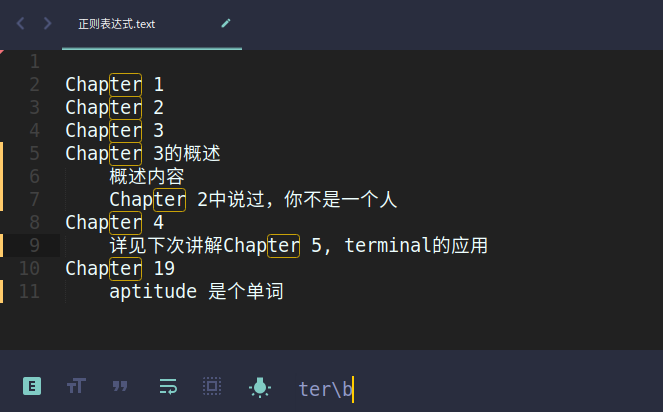 正则表达式.text
1
2 Chapter 1
3 Chapter 2
4 Chapter 3
5 Chapter 3的概述
6 概述内容
7 Chapter 2中说过，你不是一个人
8 Chapter 4
9 详见下次讲解Chapter 5, terminal的应用
10 Chapter 19
11 aptitude 是个单词
ter\b